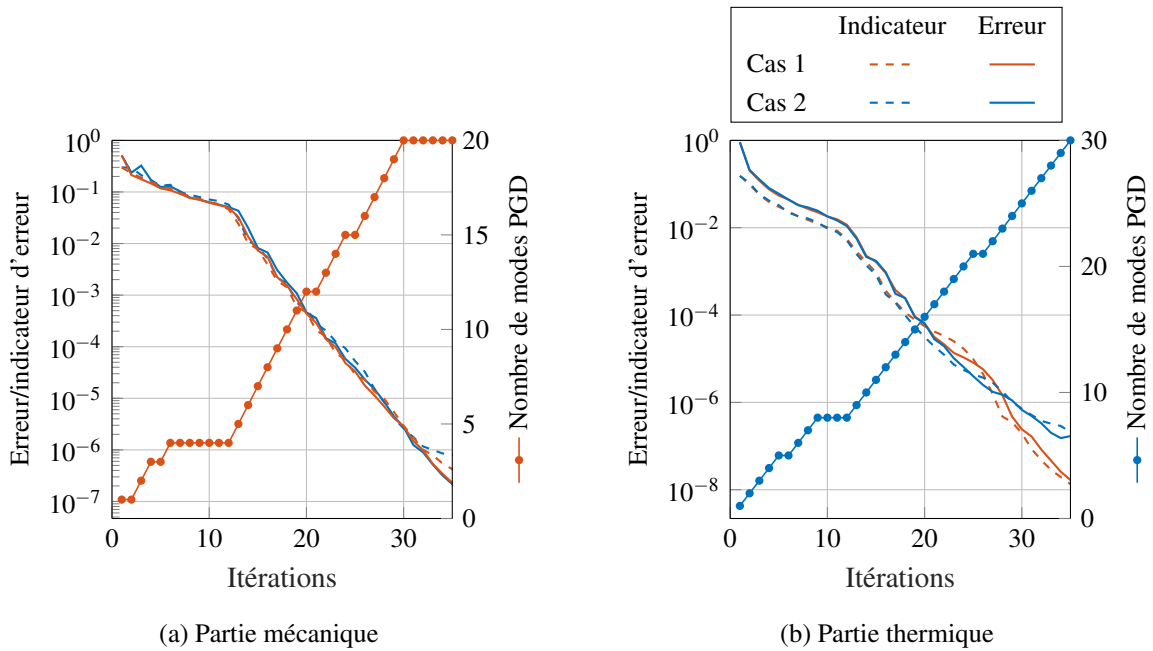 Indicateur Erreur
Cas 1
Cas 2
10^0
10^-1
10^-2
10^-3
10^-4
10^-5
10^-6
10^-7
Erreur/indicateur d'erreur
0 10 20 30
Itérations
20
15
10
5
0
Nombre de modes PGD
(a) Partie mécanique
10^0
10^-2
10^-4
10^-6
10^-8
Erreur/indicateur d'erreur
0 10 20 30
Itérations
30
20
10
0
Nombre de modes PGD
(b) Partie thermique